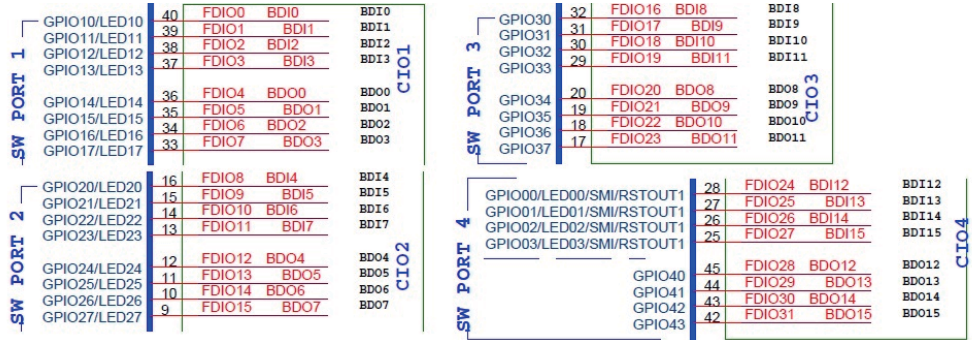 SW PORT 1
GPIO10/LED10 40 FDIO0 BDI0 BDI0
GPIO11/LED11 39 FDIO1 BDI1 BDI1
GPIO12/LED12 38 FDIO2 BDI2 BDI2
GPIO13/LED13 37 FDIO3 BDI3 BDI3
GPIO14/LED14 36 FDIO4 BDO0 BDO0
GPIO15/LED15 35 FDIO5 BDO1 BDO1
GPIO16/LED16 34 FDIO6 BDO2 BDO2
GPIO17/LED17 33 FDIO7 BDO3 BDO3
CIO1
SW PORT 2
GPIO20/LED20 16 FDIO8 BDI4 BDI4
GPIO21/LED21 15 FDIO9 BDI5 BDI5
GPIO22/LED22 14 FDIO10 BDI6 BDI6
GPIO23/LED23 13 FDIO11 BDI7 BDI7
GPIO24/LED24 12 FDIO12 BDO4 BDO4
GPIO25/LED25 11 FDIO13 BDO5 BDO5
GPIO26/LED26 10 FDIO14 BDO6 BDO6
GPIO27/LED27 9 FDIO15 BDO7 BDO7
CIO2
SW PORT 3
GPIO30 32 FDIO16 BDI8 BDI8
GPIO31 31 FDIO17 BDI9 BDI9
GPIO32 30 FDIO18 BDI10 BDI10
GPIO33 29 FDIO19 BDI11 BDI11
GPIO34 20 FDIO20 BDO8 BDO8
GPIO35 19 FDIO21 BDO9 BDO9
GPIO36 18 FDIO22 BDO10 BDO10
GPIO37 17 FDIO23 BDO11 BDO11
CIO3
SW PORT 4
GPIO00/LED00/SMI/RSTOUT1 28 FDIO24 BDI12 BDI12
GPIO01/LED01/SMI/RSTOUT1 27 FDIO25 BDI13 BDI13
GPIO02/LED02/SMI/RSTOUT1 26 FDIO26 BDI14 BDI14
GPIO03/LED03/SMI/RSTOUT1 25 FDIO27 BDI15 BDI15
GPIO40 45 FDIO28 BDO12 BDO12
GPIO41 44 FDIO29 BDO13 BDO13
GPIO42 43 FDIO30 BDO14 BDO14
GPIO43 42 FDIO31 BDO15 BDO15
CIO4